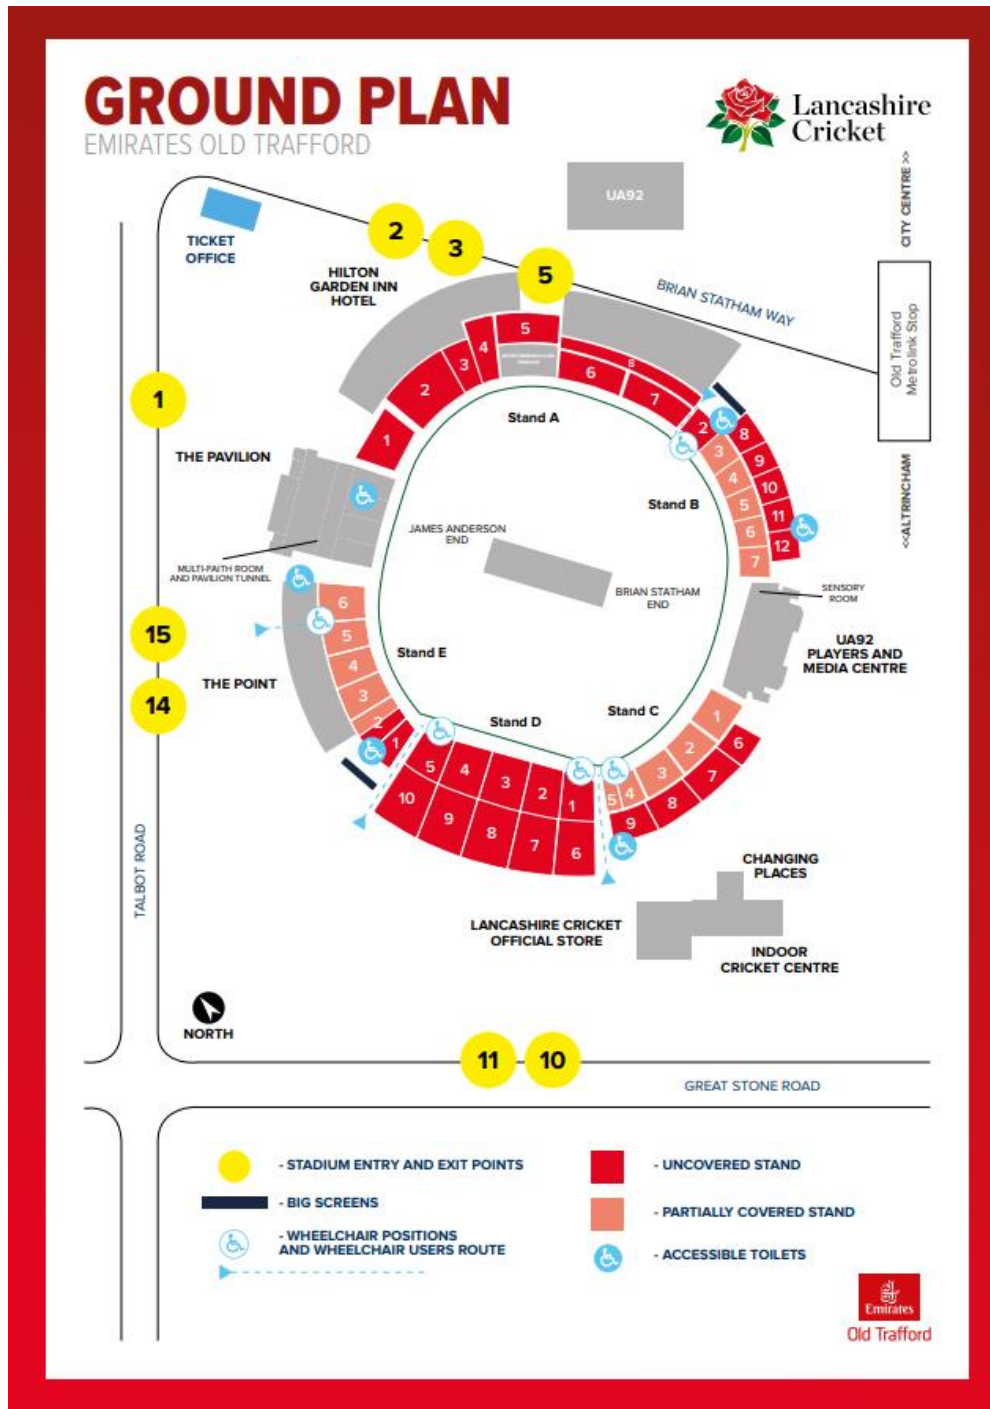 GROUND PLAN
EMIRATES OLD TRAFFORD
Lancashire
Cricket
CITY CENTRE >>
UA92
TICKET
OFFICE
2
3
5
HILTON
GARDEN INN
HOTEL
BRIAN STATHAM WAY
Old Trafford
Metrolink Stop
<<ALTRINCHAM
1
5
4
3
2
1
8
6
7
Stand A
2
3
4
5
6
7
8
9
10
11
12
Stand B
THE PAVILION
JAMES ANDERSON
END
BRIAN STATHAM
END
MULTI-FAITH ROOM
AND PAVILION TUNNEL
SENSORY
ROOM
UA92
PLAYERS AND
MEDIA CENTRE
15
14
6
5
4
3
2
1
Stand E
THE POINT
Stand D
Stand C
5
4
3
2
1
10
9
8
7
6
1
2
3
4
5
6
7
8
9
TALBOT ROAD
CHANGING
PLACES
LANCASHIRE CRICKET
OFFICIAL STORE
INDOOR
CRICKET CENTRE
NORTH
11
10
GREAT STONE ROAD
- STADIUM ENTRY AND EXIT POINTS
- BIG SCREENS
- WHEELCHAIR POSITIONS
AND WHEELCHAIR USERS ROUTE
- UNCOVERED STAND
- PARTIALLY COVERED STAND
- ACCESSIBLE TOILETS
Emirates
Old Trafford